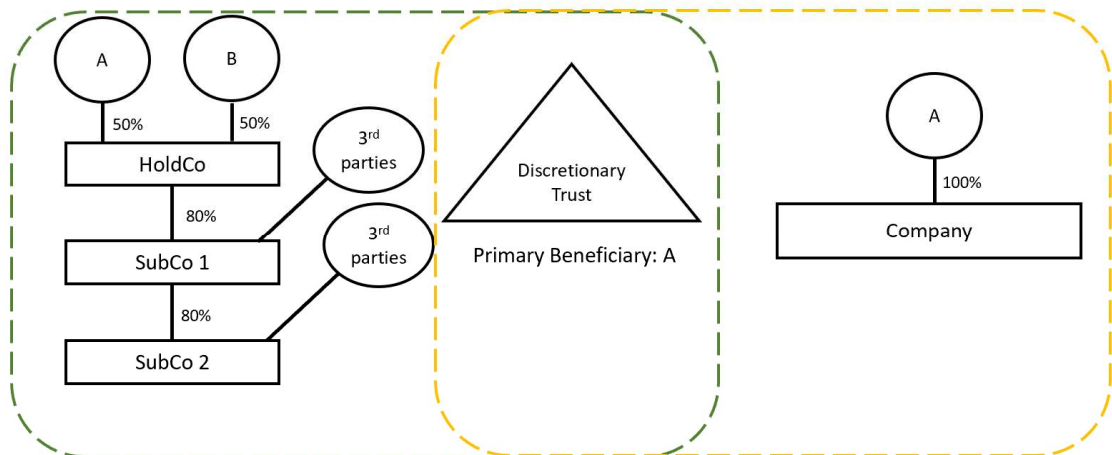 A
B
50%
50%
3rd
parties
HoldCo
80%
3rd
parties
SubCo 1
80%
SubCo 2
Discretionary
Trust
Primary Beneficiary: A
A
100%
Company